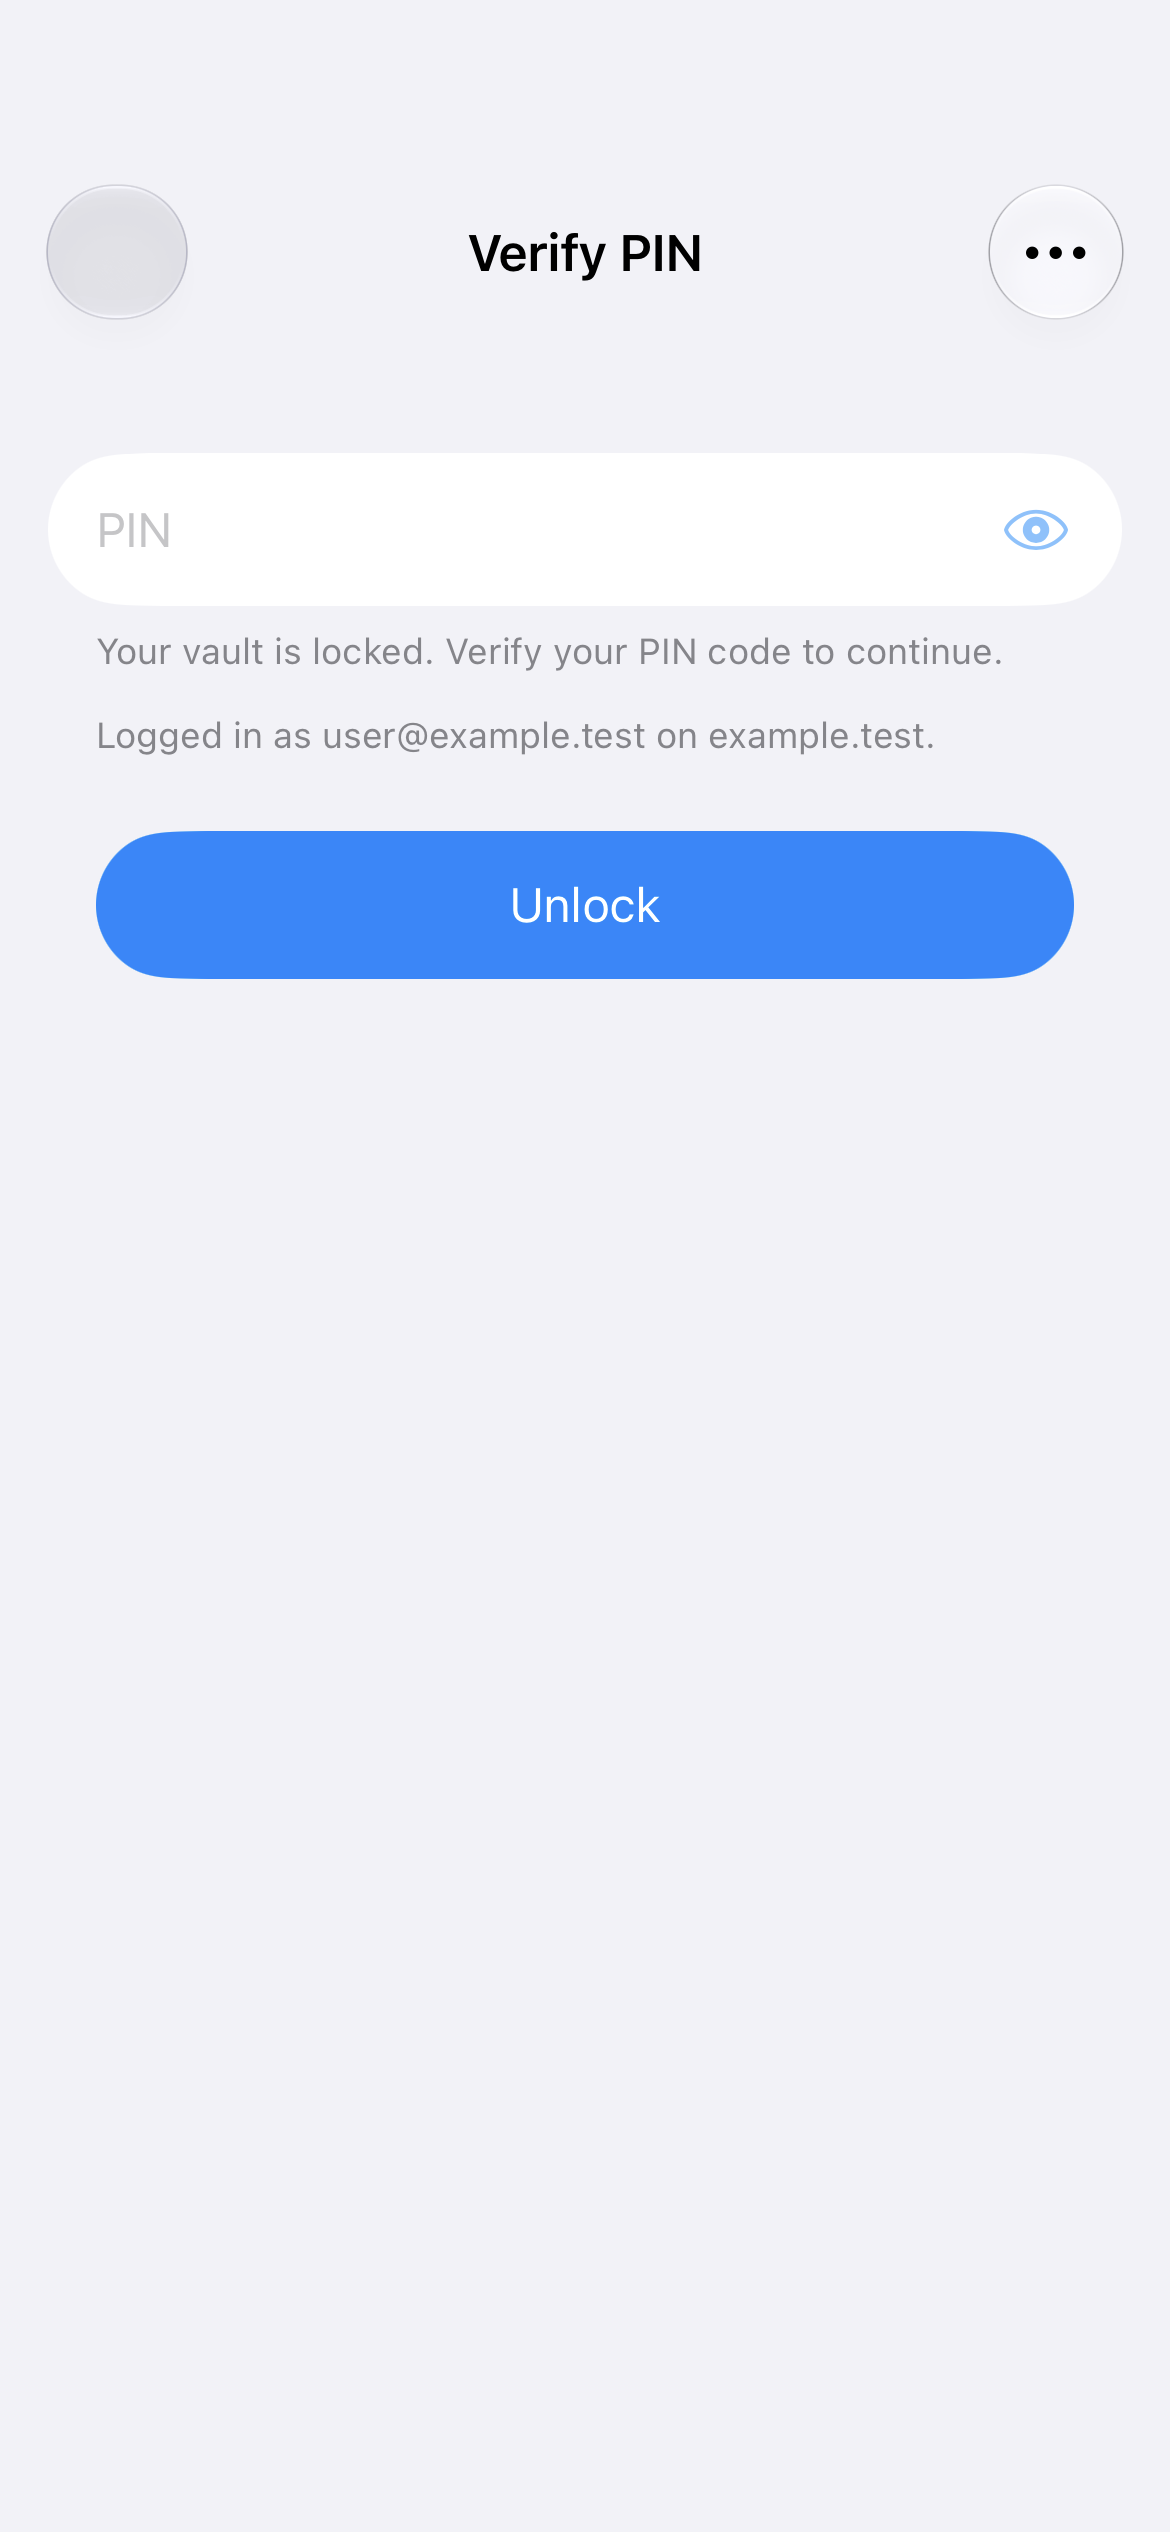 Verify PIN
PIN
Your vault is locked. Verify your PIN code to continue.
Logged in as user@example.test on example.test.
Unlock